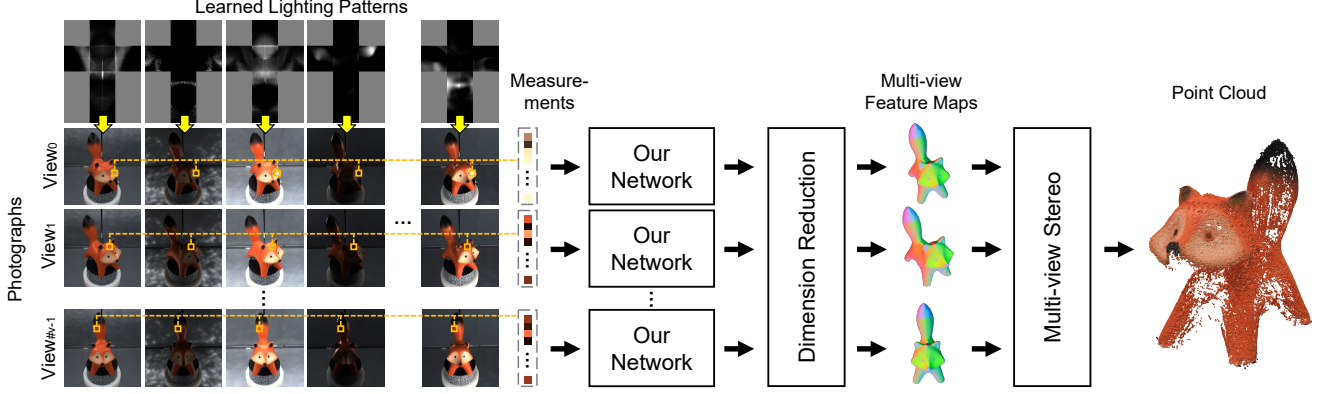 Learned Lighting Patterns
Measure-
ments
Multi-view
Feature Maps
Point Cloud
Photographs
View0
View1
View#v-1
...
Our
Network
Our
Network
Our
Network
Dimension Reduction
Multi-view Stereo